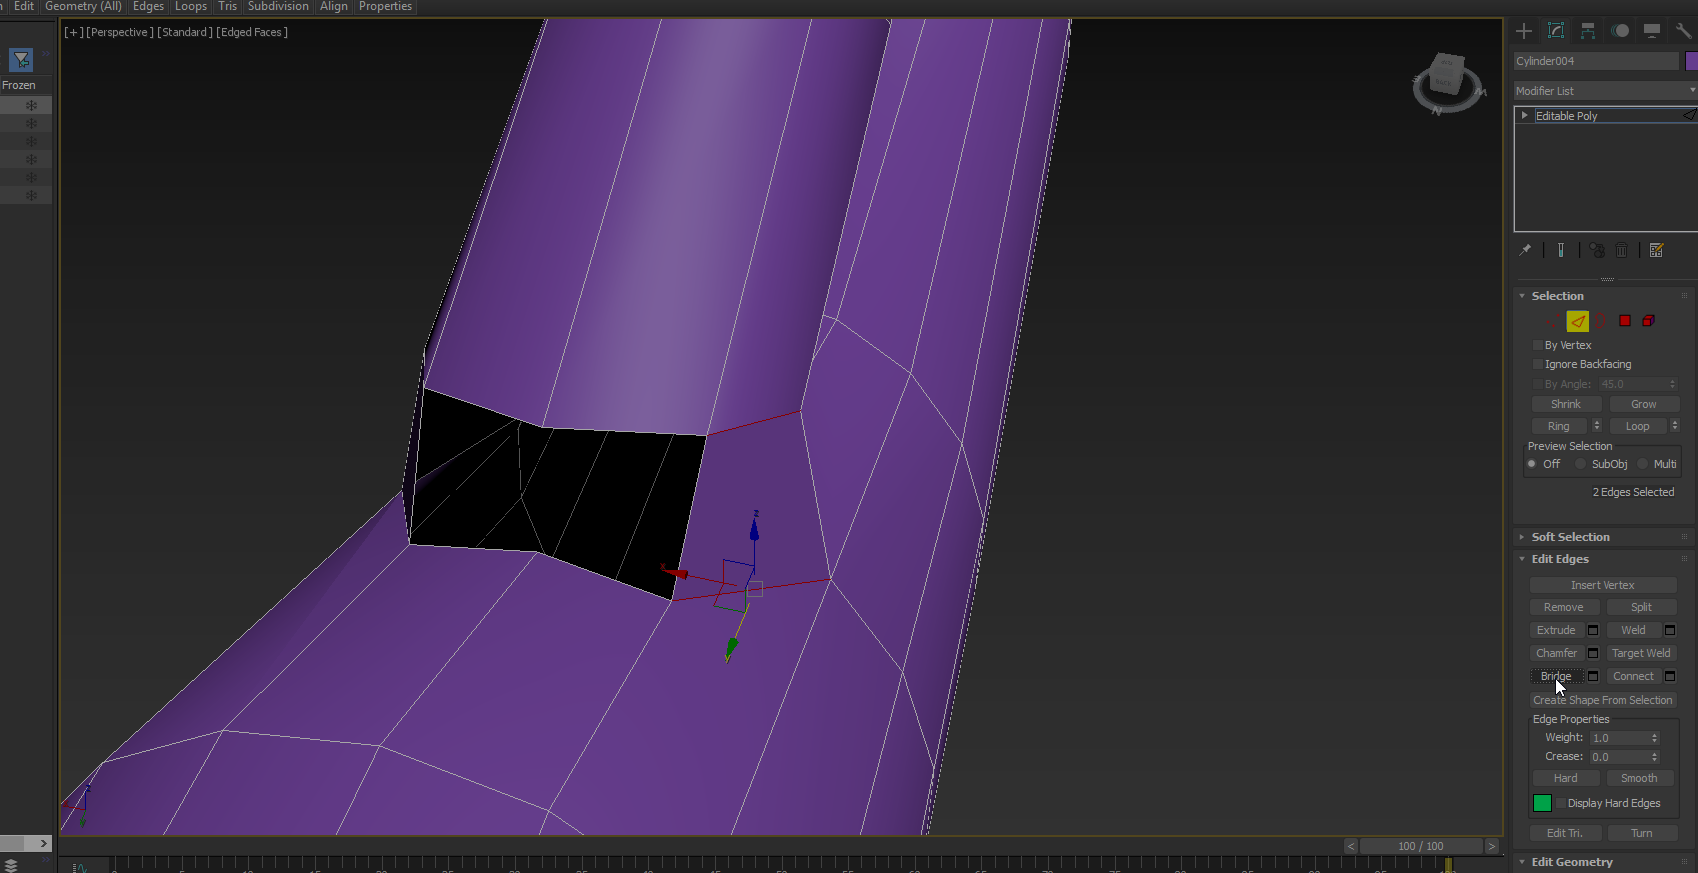 Edit Geometry (All) Edges Loops Tris Subdivision Align Properties
[+] [Perspective ] [Standard ] [Edged Faces ]
Frozen
Cylinder004
Modifier List
Editable Poly
Selection
By Vertex
Ignore Backfacing
By Angle: 45.0
Shrink Grow
Ring Loop
Preview Selection
Off SubObj Multi
2 Edges Selected
Soft Selection
Edit Edges
Insert Vertex
Remove Split
Extrude Weld
Chamfer Target Weld
Bridge Connect
Create Shape From Selection
Edge Properties
Weight: 1.0
Crease: 0.0
Hard Smooth
Display Hard Edges
Edit Tri. Turn
Edit Geometry
z
x
y
< 100 / 100 >